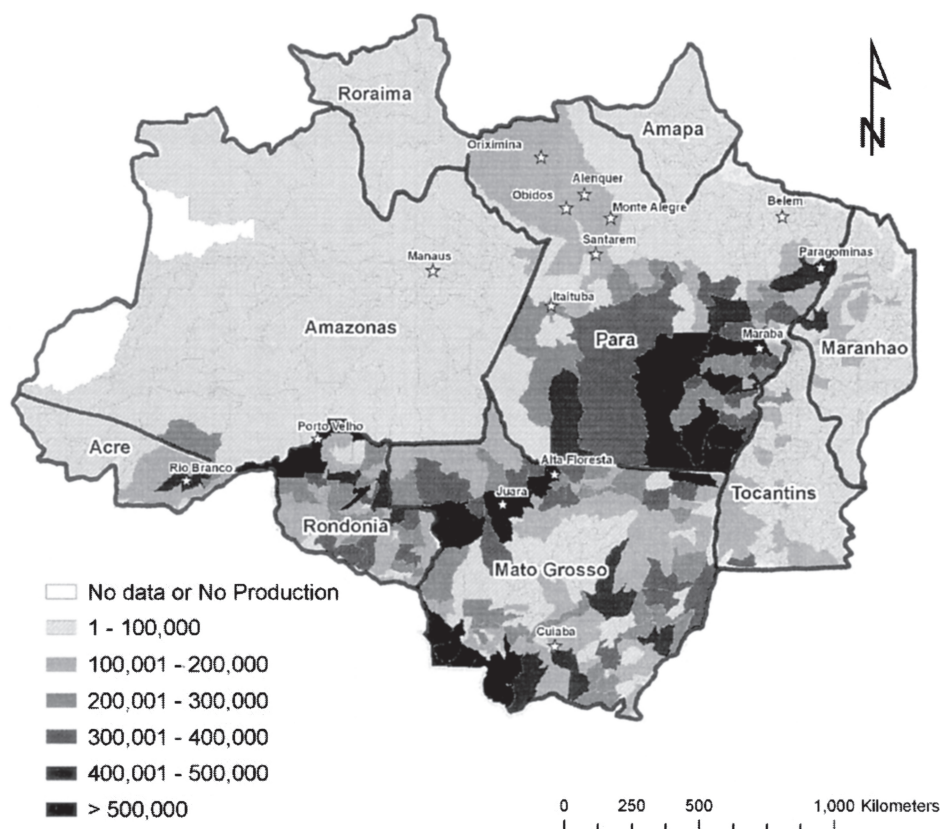 Roraima
Amapa
N
Oriximina
Alenquer
Obidos
Monte Alegre
Belem
Santarem
Manaus
Paragominas
Itaituba
Amazonas
Para
Maraba
Maranhao
Porto Velho
Acre
Rio Branco
Alta Floresta
Juara
Tocantins
Rondonia
Mato Grosso
Cuiaba
No data or No Production
1 - 100,000
100,001 - 200,000
200,001 - 300,000
300,001 - 400,000
400,001 - 500,000
> 500,000
0 250 500 1,000 Kilometers